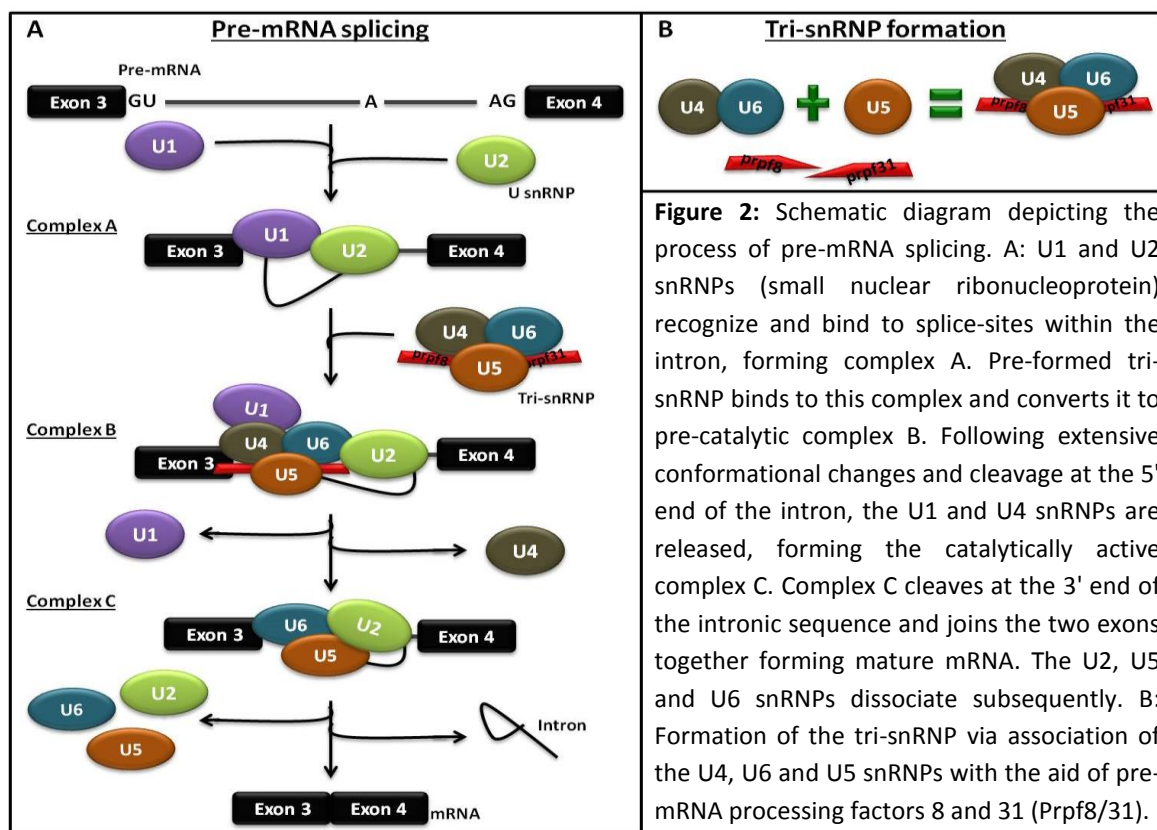 A Pre-mRNA splicing
Pre-mRNA
Exon 3 GU A AG Exon 4
U1
U2
U snRNP
Complex A
Exon 3 U1 U2 Exon 4
U4 U6
prpf8 U5 prpf31
Tri-snRNP
Complex B
U1
Exon 3 U4 U6 U2 Exon 4
U5
U1
U4
Complex C
Exon 3 U6 U2 Exon 4
U5
U2
U6
U5
Intron
Exon 3 Exon 4 mRNA
B Tri-snRNP formation
U4 U6 U5 U4 U6
prpf8 U5 pf31
prpf8 prpf31
Figure 2: Schematic diagram depicting the
process of pre-mRNA splicing. A: U1 and U2
snRNPs (small nuclear ribonucleoprotein)
recognize and bind to splice-sites within the
intron, forming complex A. Pre-formed tri-
snRNP binds to this complex and converts it to
pre-catalytic complex B. Following extensive
conformational changes and cleavage at the 5'
end of the intron, the U1 and U4 snRNPs are
released, forming the catalytically active
complex C. Complex C cleaves at the 3' end of
the intronic sequence and joins the two exons
together forming mature mRNA. The U2, U5
and U6 snRNPs dissociate subsequently. B:
Formation of the tri-snRNP via association of
the U4, U6 and U5 snRNPs with the aid of pre-
mRNA processing factors 8 and 31 (Prpf8/31).